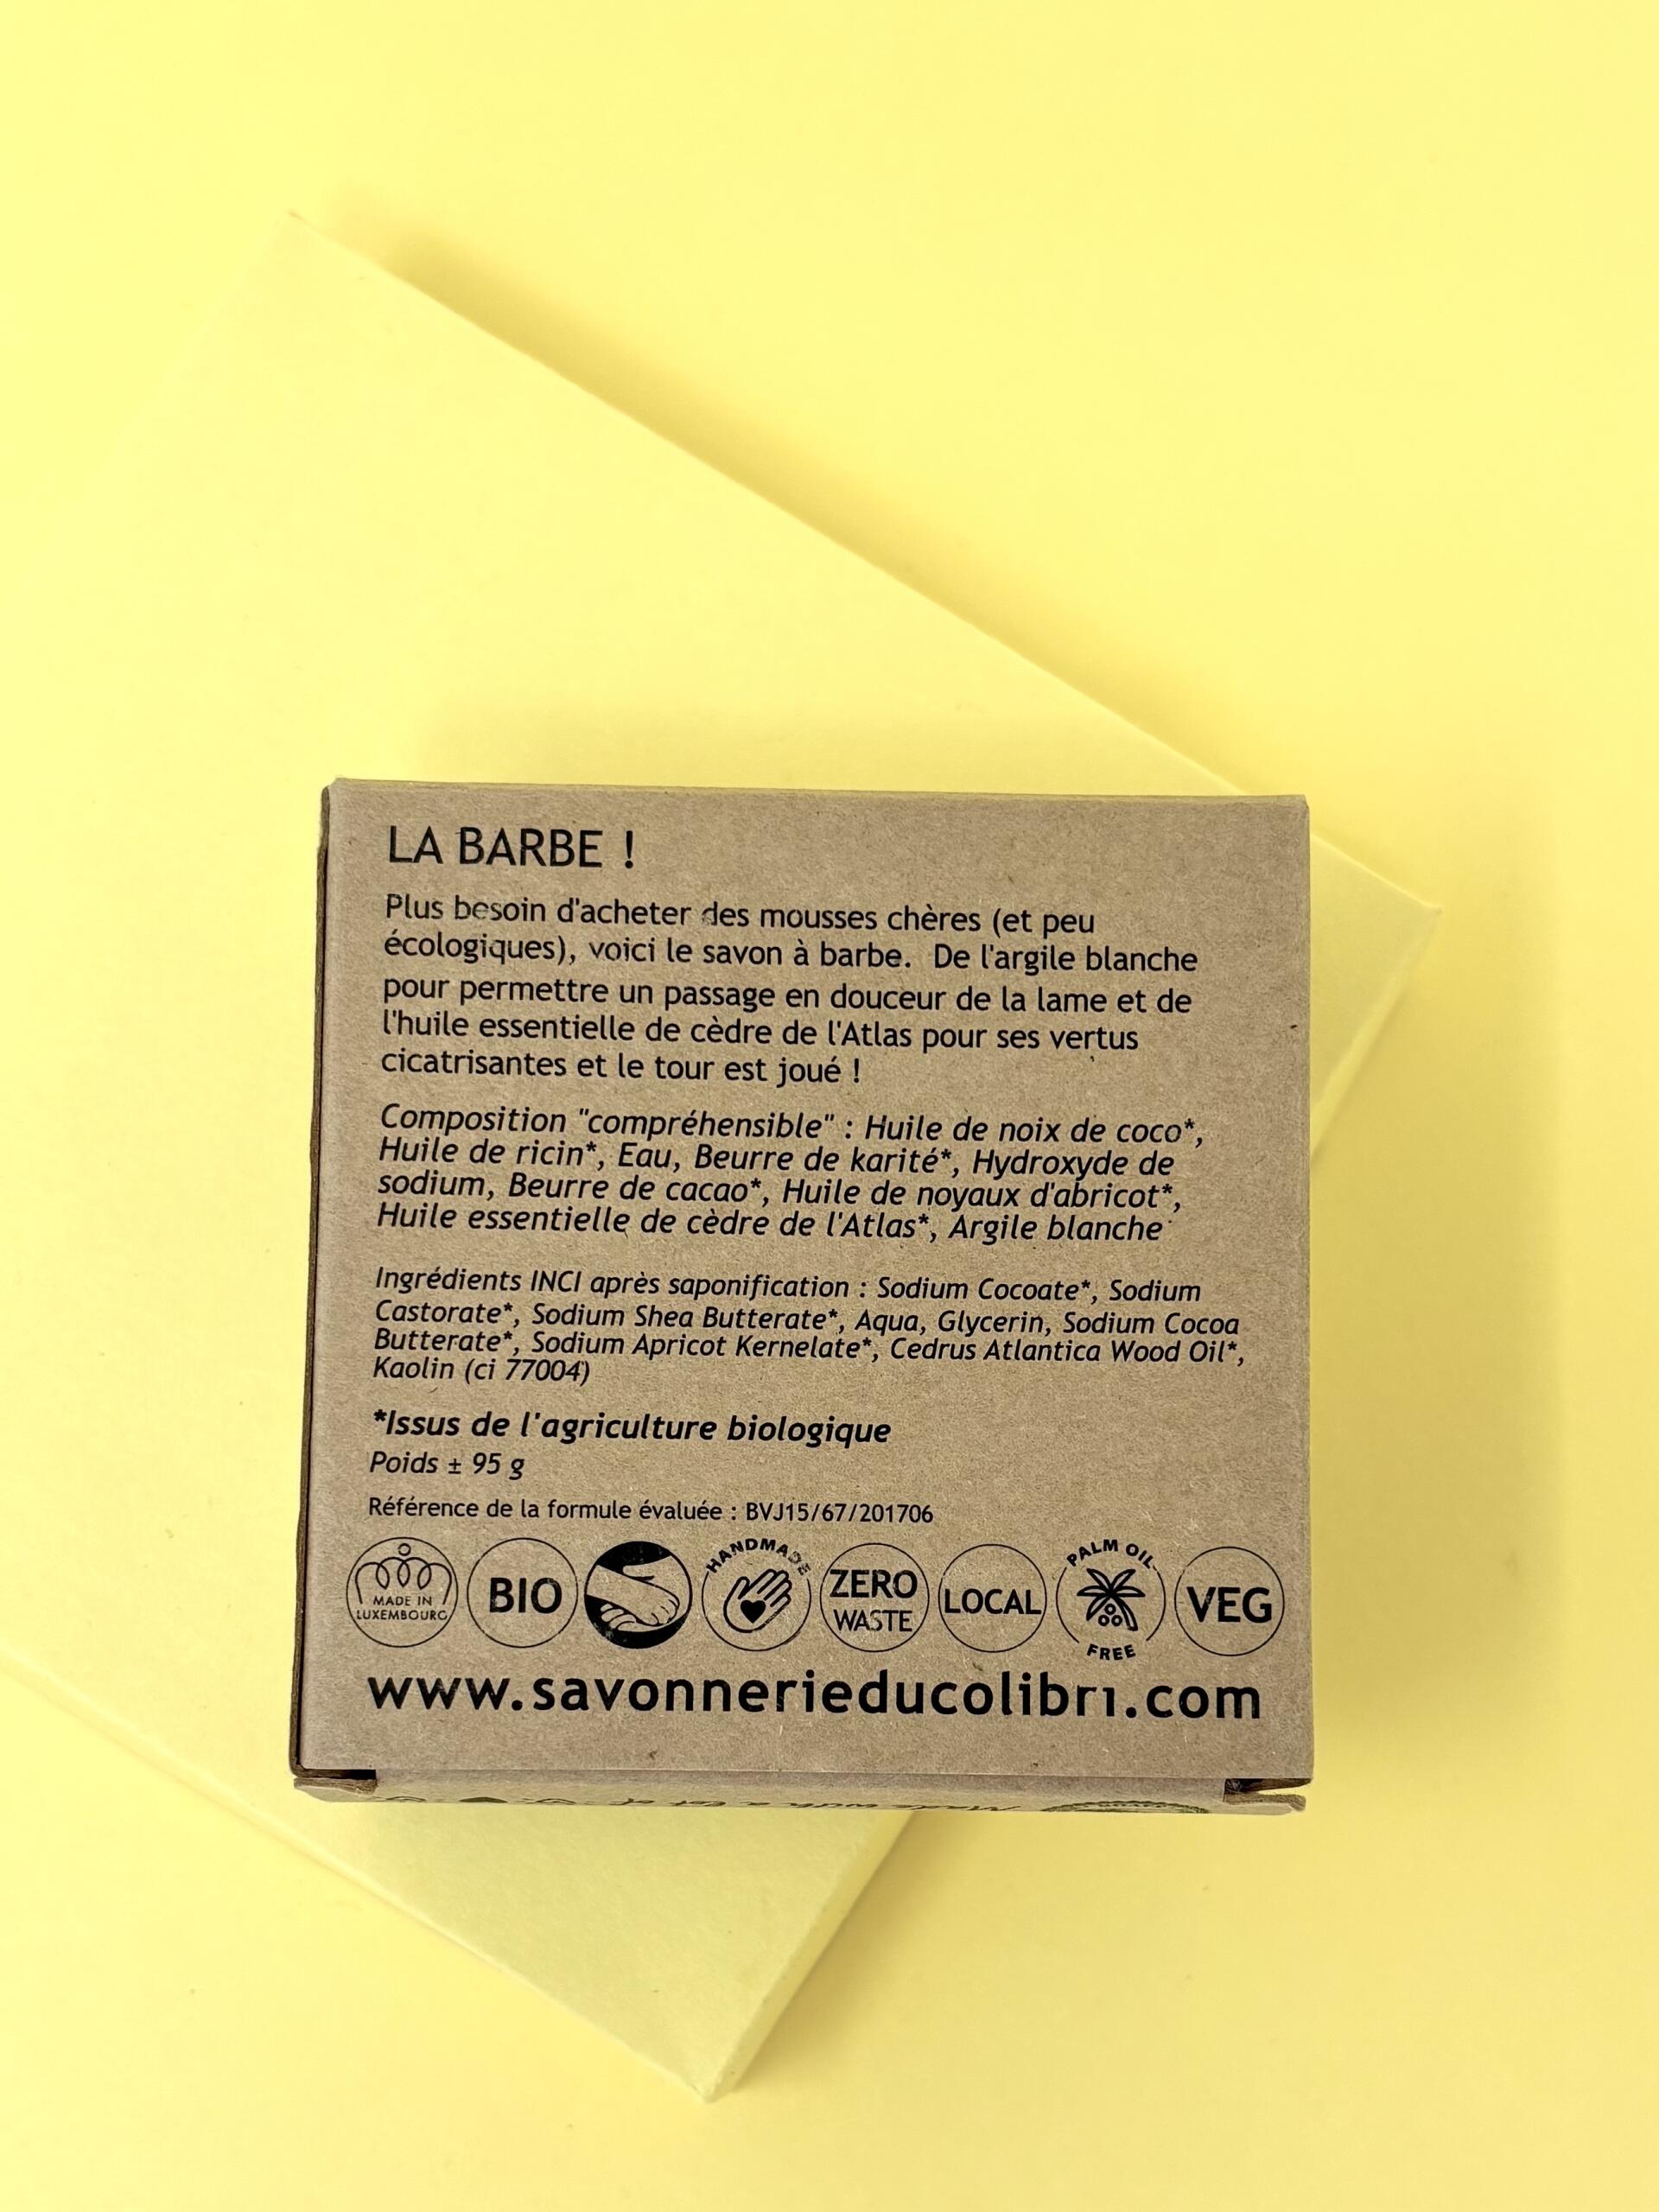 LA BARBE !
Plus besoin d'acheter des mousses chères (et peu
écologiques), voici le savon à barbe. De l'argile blanche
pour permettre un passage en douceur de la lame et de
l'huile essentielle de cèdre de l'Atlas pour ses vertus
cicatrisantes et le tour est joué !
Composition "compréhensible" : Huile de noix de coco*,
Huile de ricin*, Eau, Beurre de karité*, Hydroxyde de
sodium, Beurre de cacao*, Huile de noyaux d'abricot*,
Huile essentielle de cèdre de l'Atlas*, Argile blanche
Ingrédients INCI après saponification : Sodium Cocoate*, Sodium
Castorate*, Sodium Shea Butterate*, Aqua, Glycerin, Sodium Cocoa
Butterate*, Sodium Apricot Kernelate*, Cedrus Atlantica Wood Oil*,
Kaolin (ci 77004)
*Issus de l'agriculture biologique
Poids ± 95 g
Référence de la formule évaluée : BVJ15/67/201706
MADE IN
LUXEMBOURG
BIO
HANDMADE
ZERO
WASTE
LOCAL
PALM OIL
FREE
VEG
www.savonnerieducolibri.com
Made with a lot of